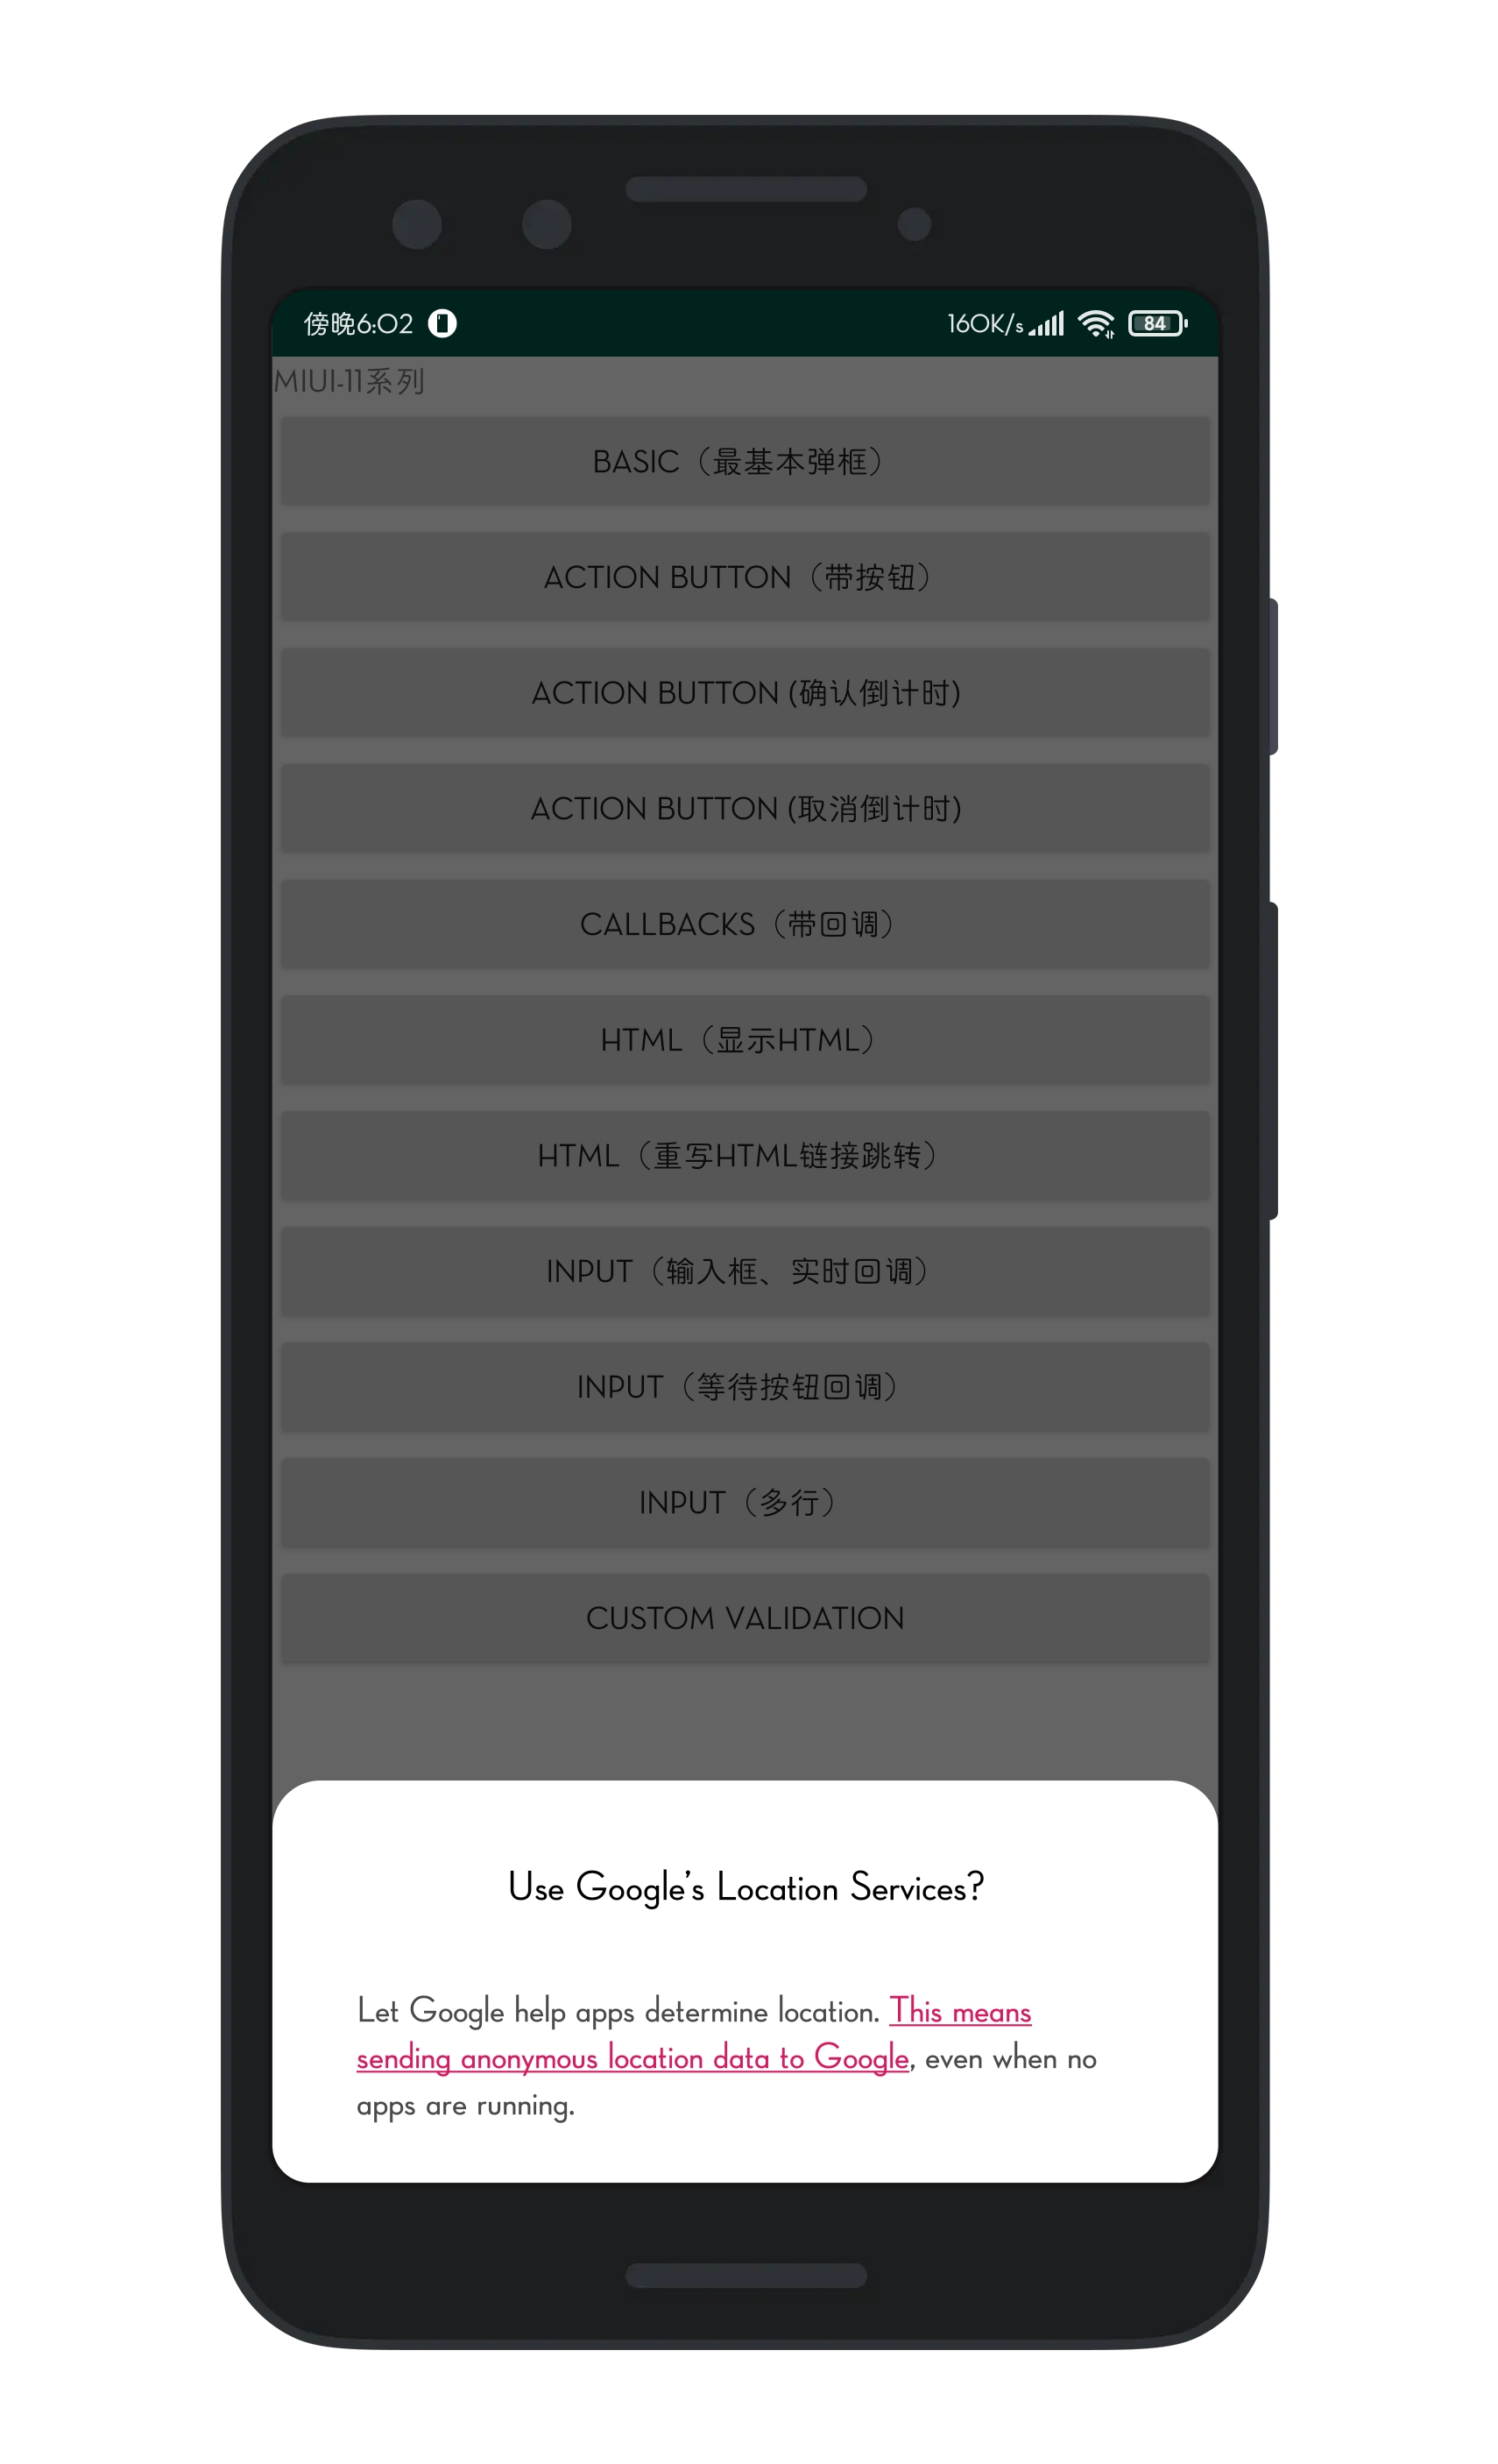 傍晚6:02 160K/s 84
MIUI-11系列
BASIC（最基本弹框）
ACTION BUTTON（带按钮）
ACTION BUTTON (确认倒计时)
ACTION BUTTON (取消倒计时)
CALLBACKS（带回调）
HTML（显示HTML）
HTML（重写HTML链接跳转）
INPUT（输入框、实时回调）
INPUT（等待按钮回调）
INPUT（多行）
CUSTOM VALIDATION
Use Google’s Location Services?
Let Google help apps determine location. This means
sending anonymous location data to Google, even when no
apps are running.